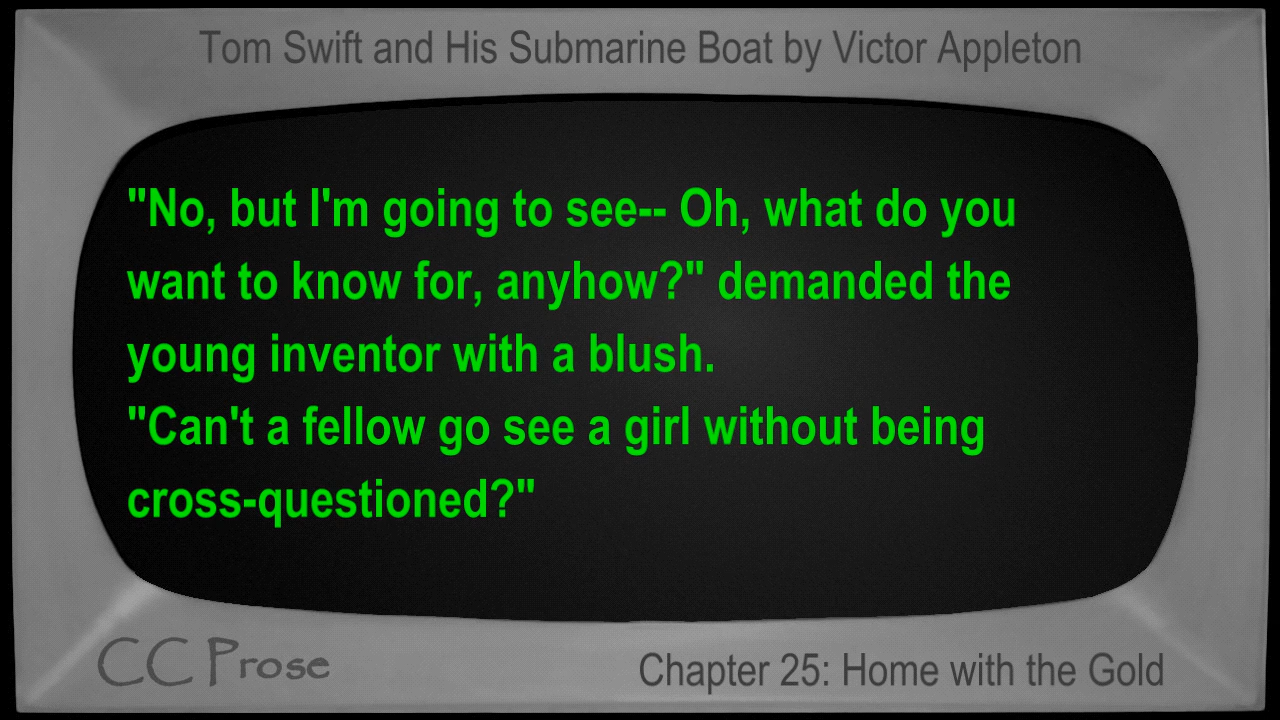 Tom Swift and His Submarine Boat by Victor Appleton
"No, but I'm going to see-- Oh, what do you
want to know for, anyhow?" demanded the
young inventor with a blush.
"Can't a fellow go see a girl without being
cross-questioned?"
CC Prose
Chapter 25: Home with the Gold